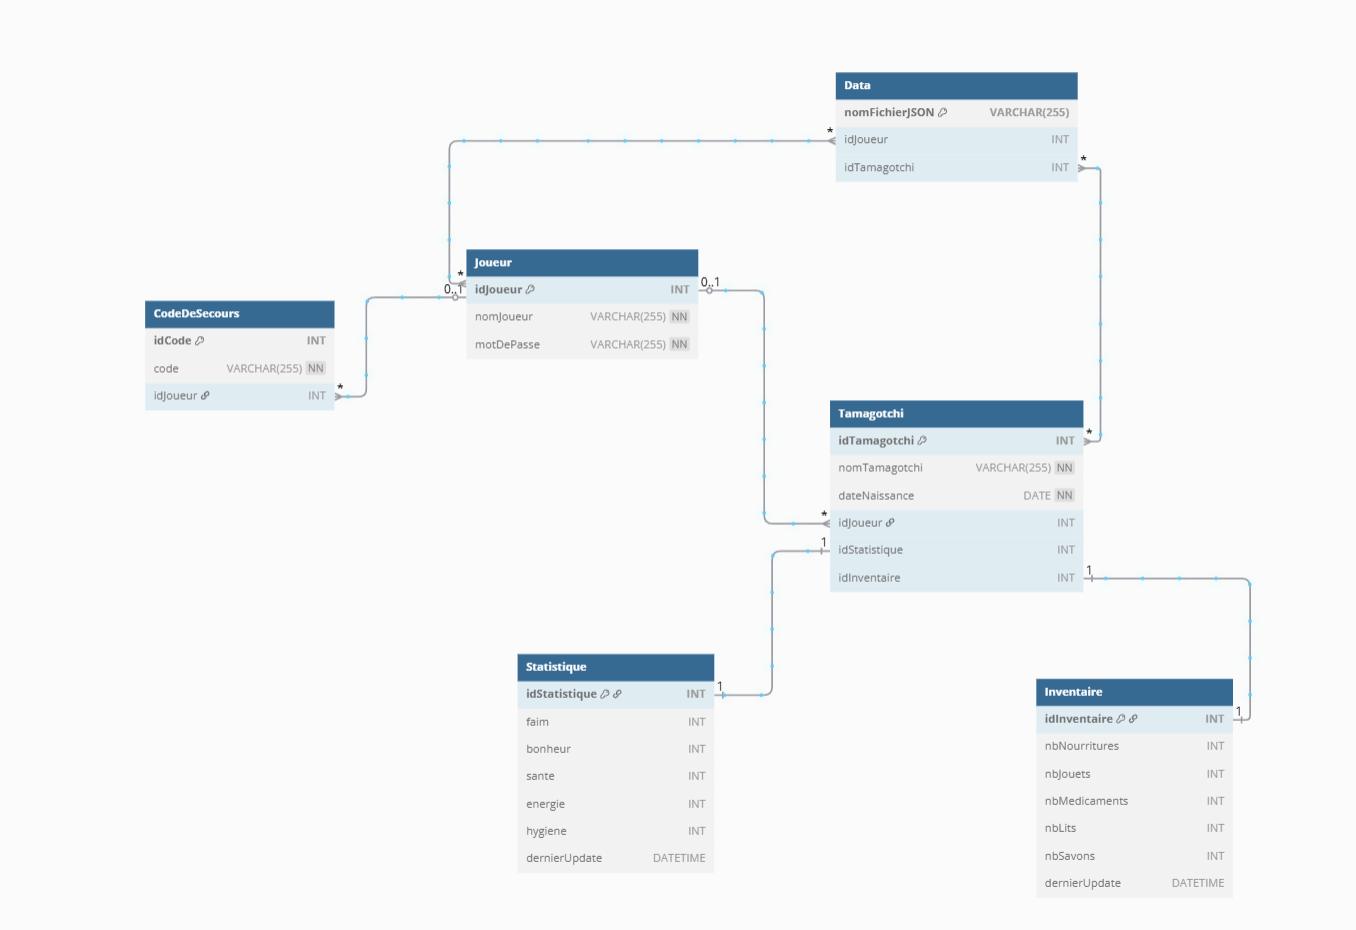 Data
nomFichierJSON VARCHAR(255)
* idJoueur INT
idTamagotchi INT *
Joueur
* 0..1 idJoueur INT 0..1
nomJoueur VARCHAR(255) NN
motDePasse VARCHAR(255) NN
CodeDeSecours
idCode INT
code VARCHAR(255) NN
idJoueur INT *
Tamagotchi
idTamagotchi INT *
nomTamagotchi VARCHAR(255) NN
dateNaissance DATE NN
* idJoueur INT
1 idStatistique INT
idInventaire INT 1
Statistique
idStatistique INT 1
faim INT
bonheur INT
sante INT
energie INT
hygiene INT
dernierUpdate DATETIME
Inventaire
idInventaire INT 1
nbNourritures INT
nbJouets INT
nbMedicaments INT
nbLits INT
nbSavons INT
dernierUpdate DATETIME